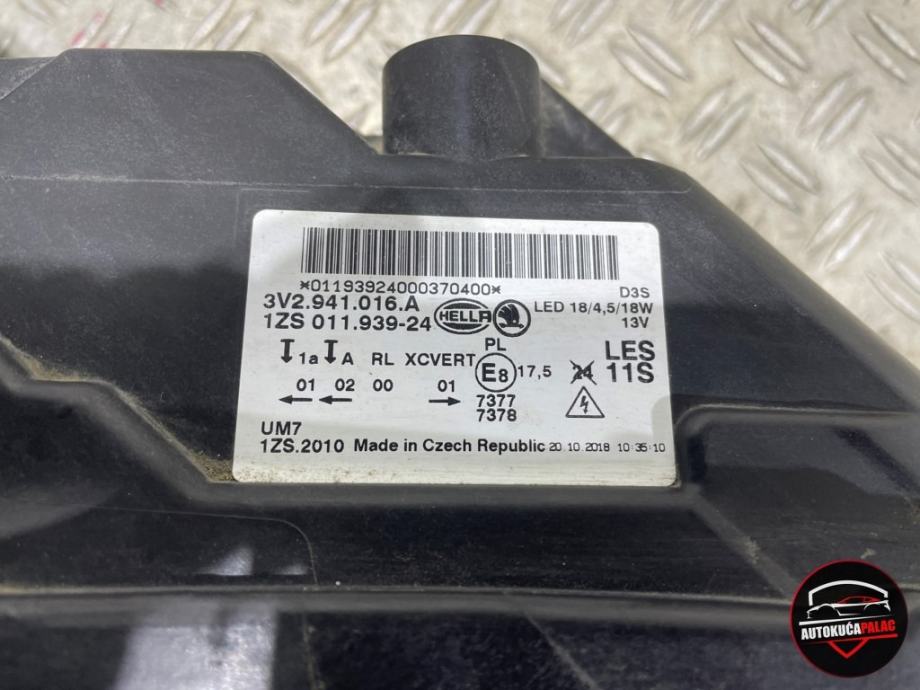 *01193924000370400*
3V2.941.016.A HELLA LED 18/4,5/18W D3S
1ZS 011.939-24 13V
1a A RL XCVERT PL E8 17,5 24 LES
01 02 00 01 7377 11S
7378
UM7
1ZS.2010 Made in Czech Republic 20.10.2018 10:35:10
AUTOKUĆAPALAC